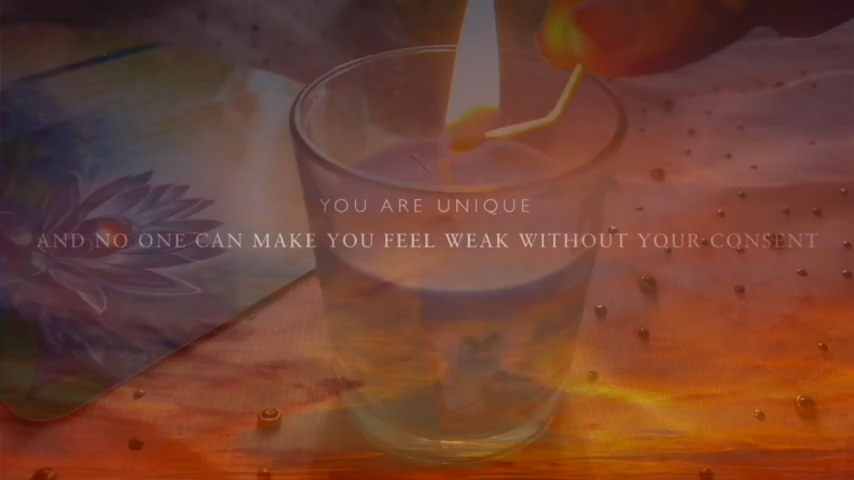 YOU ARE UNIQUE
AND NO ONE CAN MAKE YOU FEEL WEAK WITHOUT YOUR CONSENT